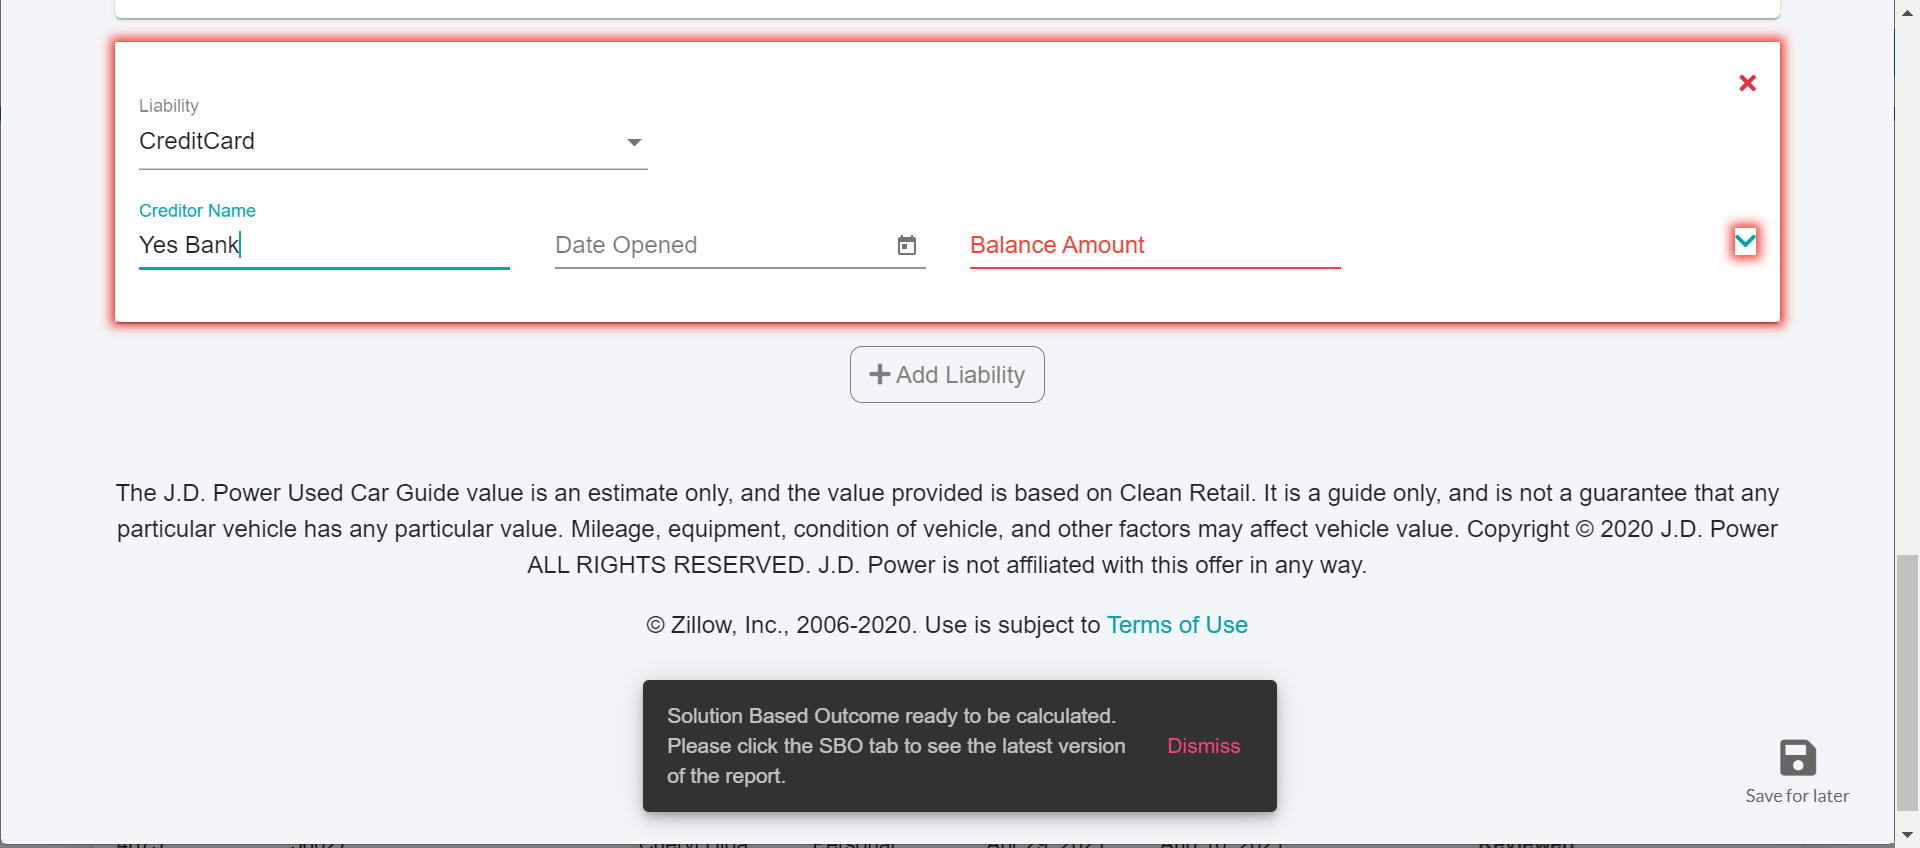 Liability
CreditCard
Creditor Name
Yes Bank
Date Opened
Balance Amount
Add Liability
The J.D. Power Used Car Guide value is an estimate only, and the value provided is based on Clean Retail. It is a guide only, and is not a guarantee that any
particular vehicle has any particular value. Mileage, equipment, condition of vehicle, and other factors may affect vehicle value. Copyright © 2020 J.D. Power
ALL RIGHTS RESERVED. J.D. Power is not affiliated with this offer in any way.
© Zillow, Inc., 2006-2020. Use is subject to Terms of Use
Solution Based Outcome ready to be calculated.
Please click the SBO tab to see the latest version
of the report.
Dismiss
Save for later